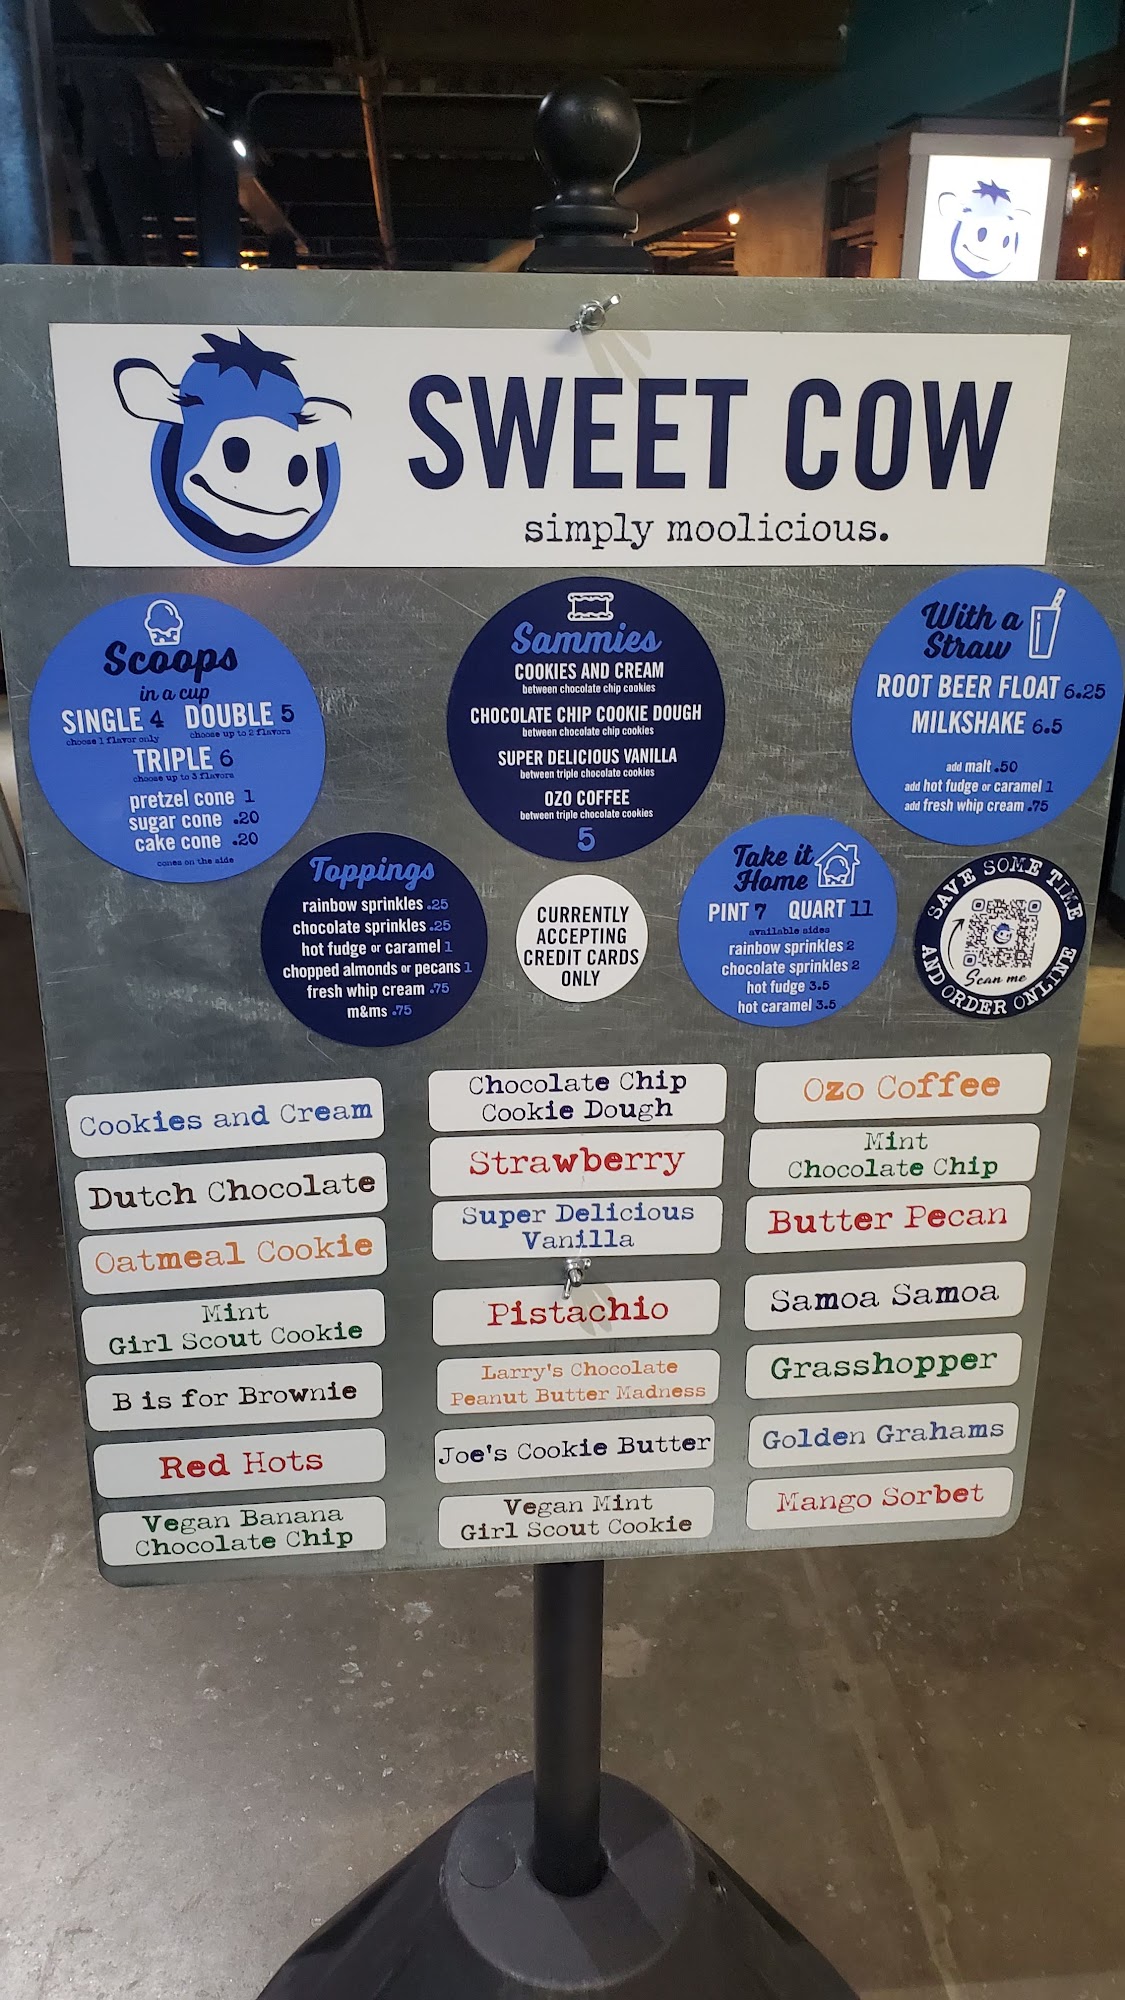 SWEET COW
simply moolicious.
Scoops
in a cup
SINGLE 4 DOUBLE 5
choose 1 flavor only choose up to 2 flavors
TRIPLE 6
choose up to 3 flavors
pretzel cone 1
sugar cone .20
cake cone .20
cones on the side
Sammies
COOKIES AND CREAM
between chocolate chip cookies
CHOCOLATE CHIP COOKIE DOUGH
between chocolate chip cookies
SUPER DELICIOUS VANILLA
between triple chocolate cookies
OZO COFFEE
between triple chocolate cookies
5
With a
Straw
ROOT BEER FLOAT 6.25
MILKSHAKE 6.5
add malt .50
add hot fudge or caramel 1
add fresh whip cream .75
Toppings
rainbow sprinkles .25
chocolate sprinkles .25
hot fudge or caramel 1
chopped almonds or pecans 1
fresh whip cream .75
m&ms .75
CURRENTLY
ACCEPTING
CREDIT CARDS
ONLY
Take it
Home
PINT 7 QUART 11
available sides
rainbow sprinkles 2
chocolate sprinkles 2
hot fudge 3.5
hot caramel 3.5
SAVE SOME TIME
Scan me
AND ORDER ONLINE
Cookies and Cream
Dutch Chocolate
Oatmeal Cookie
Mint
Girl Scout Cookie
B is for Brownie
Red Hots
Vegan Banana
Chocolate Chip
Chocolate Chip
Cookie Dough
Strawberry
Super Delicious
Vanilla
Pistachio
Larry's Chocolate
Peanut Butter Madness
Joe's Cookie Butter
Vegan Mint
Girl Scout Cookie
Ozo Coffee
Mint
Chocolate Chip
Butter Pecan
Samoa Samoa
Grasshopper
Golden Grahams
Mango Sorbet